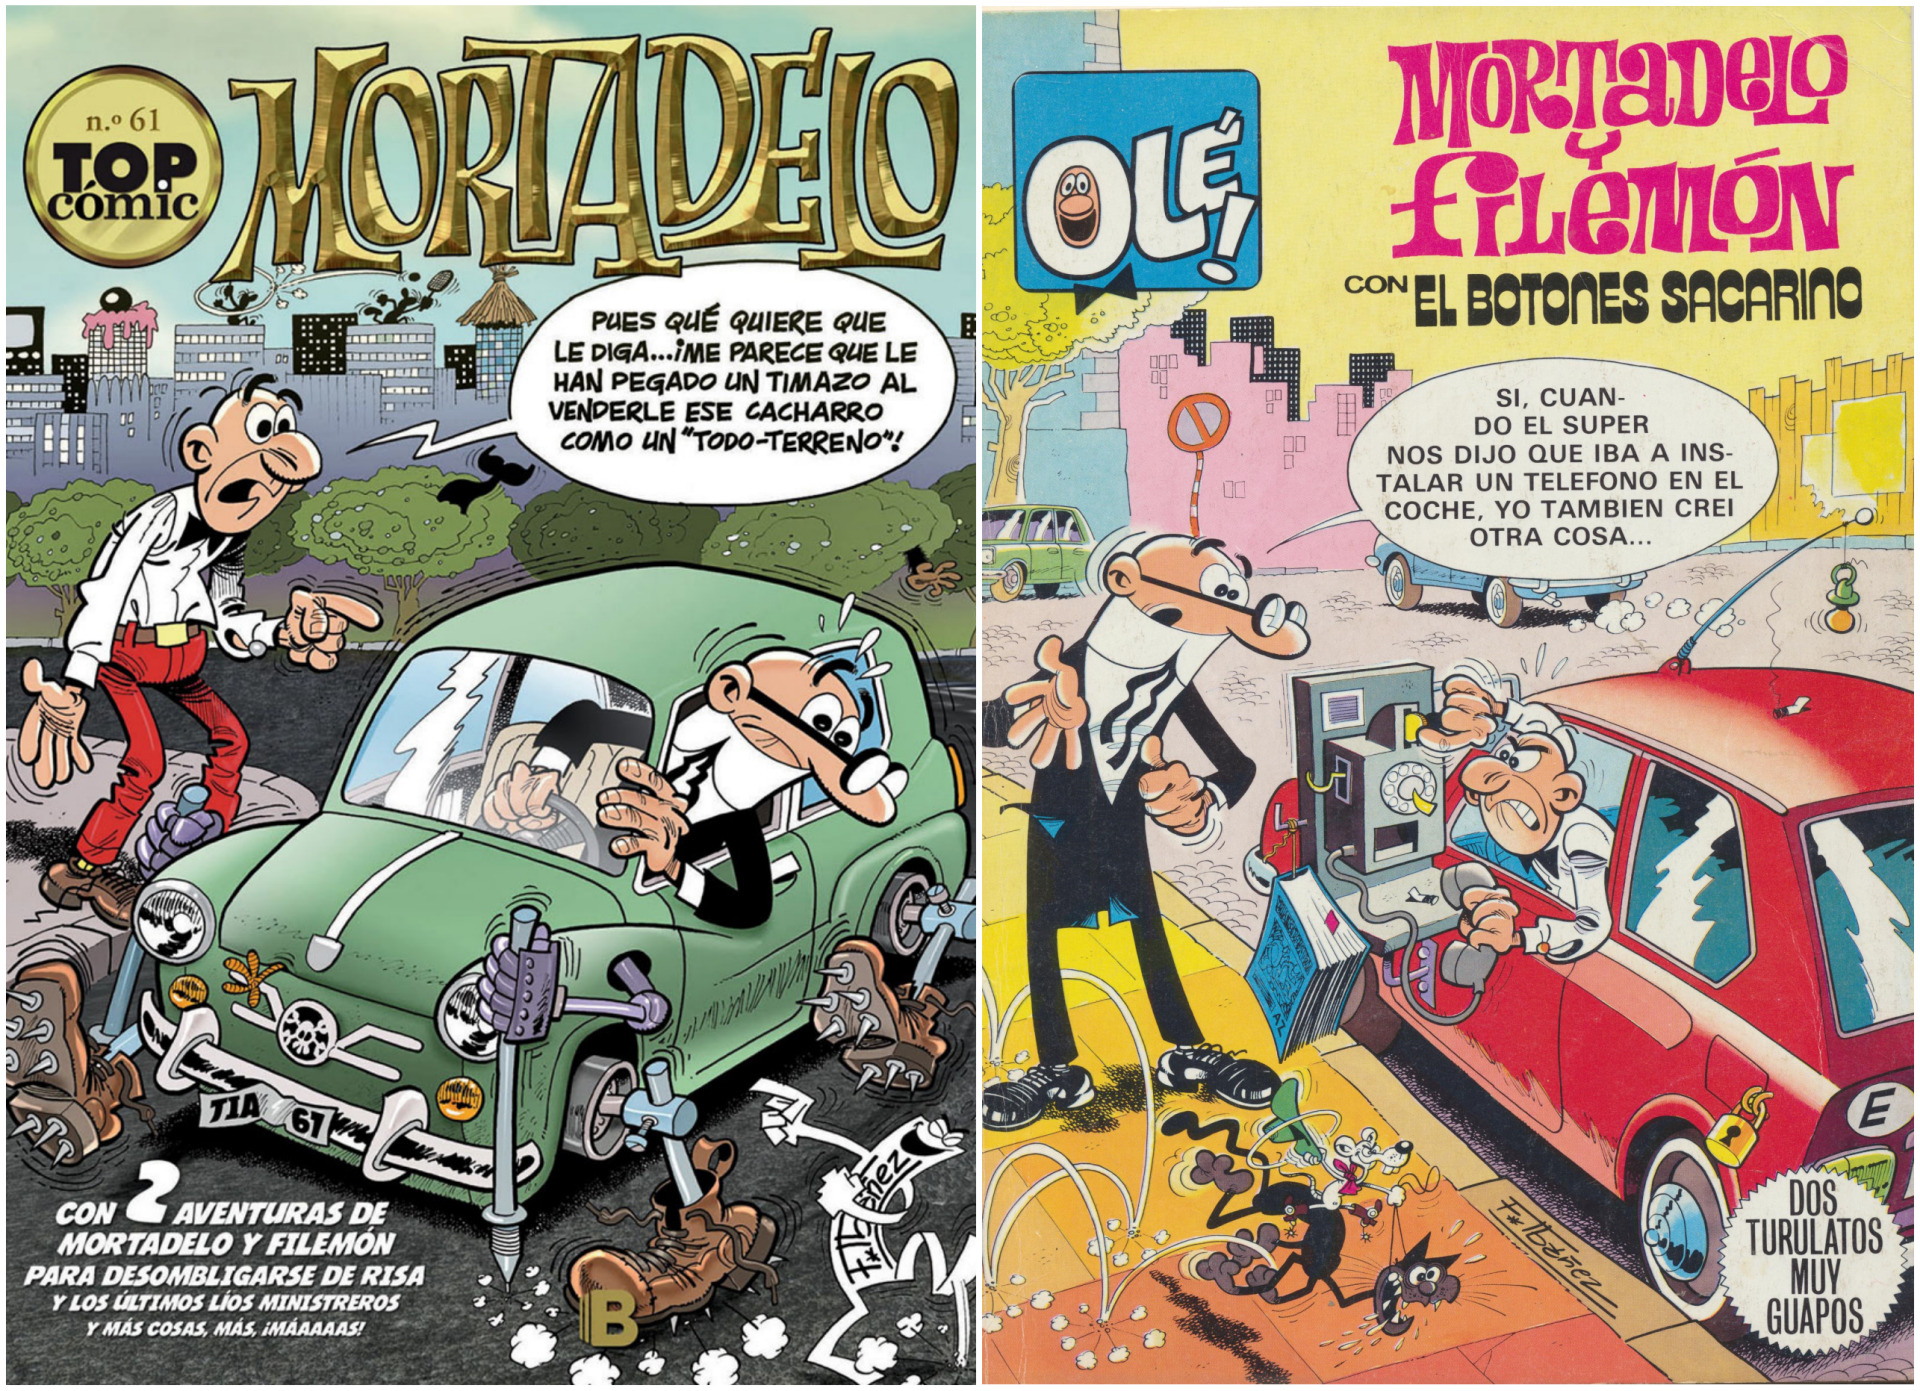 n.º 61
TOP
cómic
MORTADELO
PUES QUÉ QUIERE QUE
LE DIGA...¡ME PARECE QUE LE
HAN PEGADO UN TIMAZO AL
VENDERLE ESE CACHARRO
COMO UN "TODO-TERRENO"!
TIA 61
F. Ibáñez
CON 2 AVENTURAS DE
MORTADELO Y FILEMÓN
PARA DESOMBLIGARSE DE RISA
Y LOS ÚLTIMOS LÍOS MINISTREROS
Y MÁS COSAS, MÁS, ¡MÁAAAAS!
B
OLÉ!
MORTADELO
Y
FILEMÓN
CON EL BOTONES SACARINO
SI, CUAN-
DO EL SUPER
NOS DIJO QUE IBA A INS-
TALAR UN TELEFONO EN EL
COCHE, YO TAMBIEN CREI
OTRA COSA...
AZ
E
F. Ibáñez
DOS
TURULATOS
MUY
GUAPOS